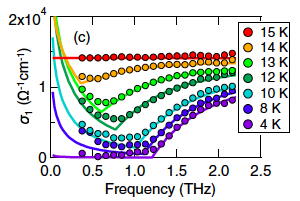 2x10⁴
(c)
15 K
14 K
13 K
12 K
10 K
8 K
4 K
σ₁ (Ω⁻¹cm⁻¹)
1
0
0.0 0.5 1.0 1.5 2.0 2.5
Frequency (THz)